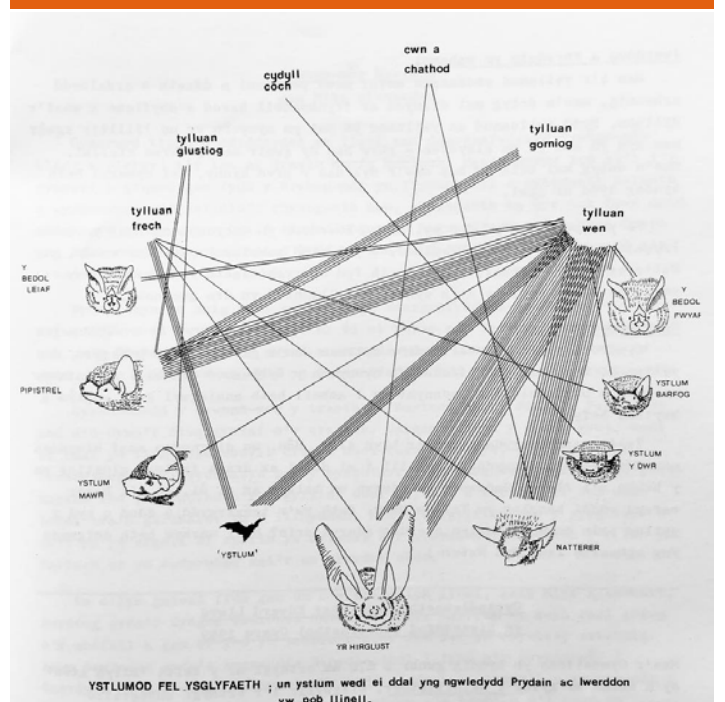 cwn a
chathod
cudyll
coch
tylluan
glustiog
tylluan
gorniog
tylluan
frech
tylluan
wen
Y
BEDOL
LEIAF
Y
BEDOL
FWYAF
PIPISTREL
YSTLUM
BARFOG
YSTLUM
MAWR
YSTLUM
Y DWR
'YSTLUM'
NATTERER
YR HIRGLUST
YSTLUMOD FEL YSGLYFAETH ; un ystlum wedi ei ddal yng ngwledydd Prydain ac Iwerddon
yw pob llinell.